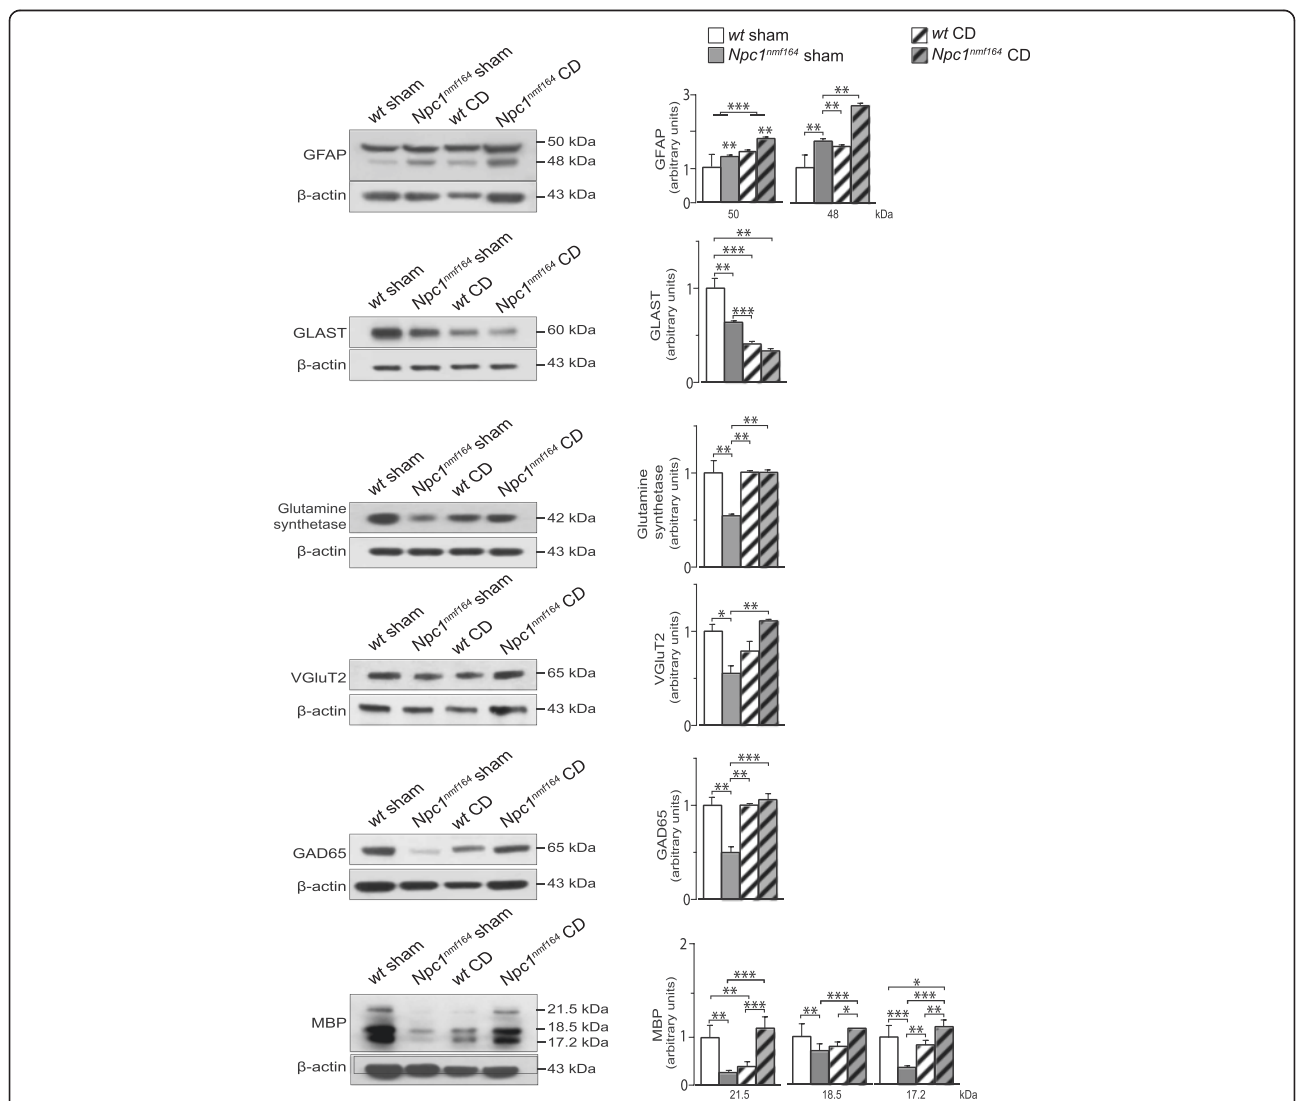 wt sham
wt CD
Npc1nmf164 sham
Npc1nmf164 CD
wt sham
Npc1nmf164 sham
wt CD
Npc1nmf164 CD
GFAP
50 kDa
48 kDa
β-actin
43 kDa
GFAP
(arbitrary units)
3
1
0
***
**
**
**
**
**
50
48
kDa
wt sham
Npc1nmf164 sham
wt CD
Npc1nmf164 CD
GLAST
60 kDa
β-actin
43 kDa
GLAST
(arbitrary units)
1
0
**
***
**
***
wt sham
Npc1nmf164 sham
wt CD
Npc1nmf164 CD
Glutamine
synthetase
42 kDa
β-actin
43 kDa
Glutamine
synthetase
(arbitrary units)
1
0
**
**
**
wt sham
Npc1nmf164 sham
wt CD
Npc1nmf164 CD
VGluT2
65 kDa
β-actin
43 kDa
VGluT2
(arbitrary units)
1
0
*
**
wt sham
Npc1nmf164 sham
wt CD
Npc1nmf164 CD
GAD65
65 kDa
β-actin
43 kDa
GAD65
(arbitrary units)
1
0
***
**
**
wt sham
Npc1nmf164 sham
wt CD
Npc1nmf164 CD
MBP
21.5 kDa
18.5 kDa
17.2 kDa
β-actin
43 kDa
MBP
(arbitrary units)
2
1
0
***
**
***
**
***
**
*
*
***
***
**
**
21.5
18.5
17.2
kDa